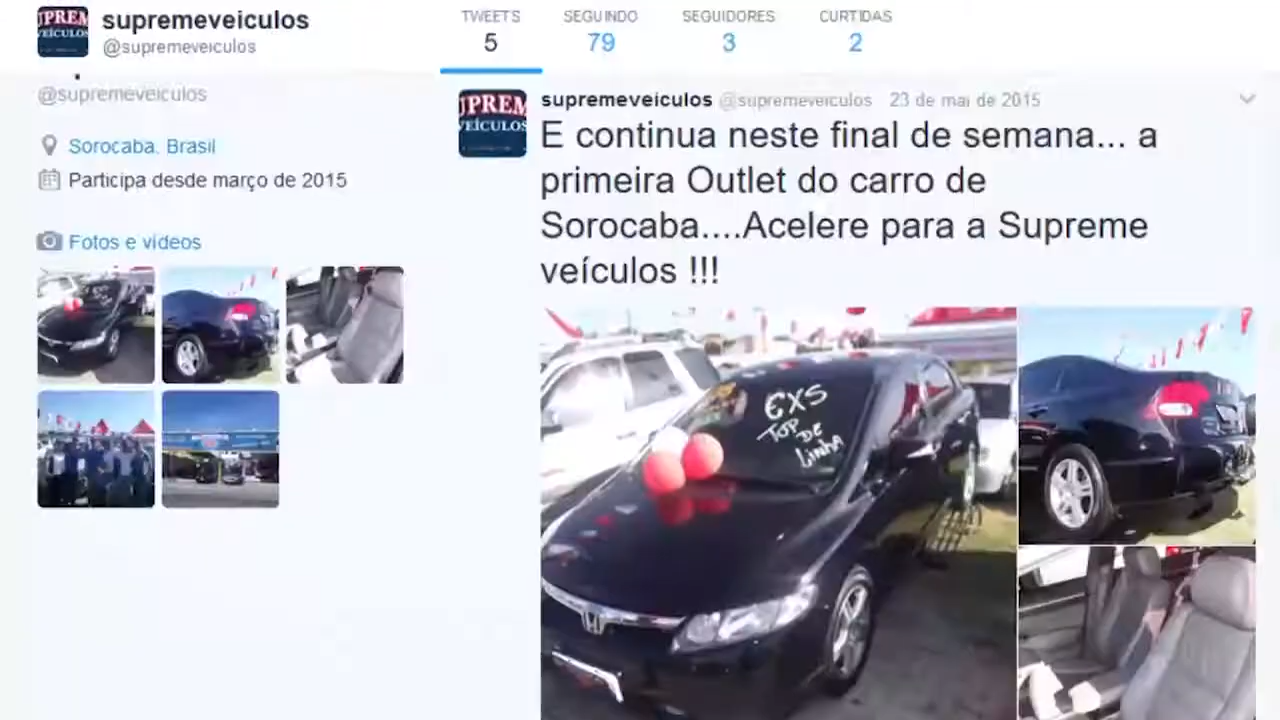 supremeveiculos
@supremeveiculos
TWEETS SEGUINDO SEGUIDORES CURTIDAS
5 79 3 2
@supremeveiculos
Sorocaba, Brasil
Participa desde março de 2015
Fotos e vídeos
UPREM
VEÍCULOS
supremeveiculos @supremeveiculos 23 de mai de 2015
E continua neste final de semana... a
primeira Outlet do carro de
Sorocaba....Acelere para a Supreme
veículos !!!
EXS
TOP DE
Linha